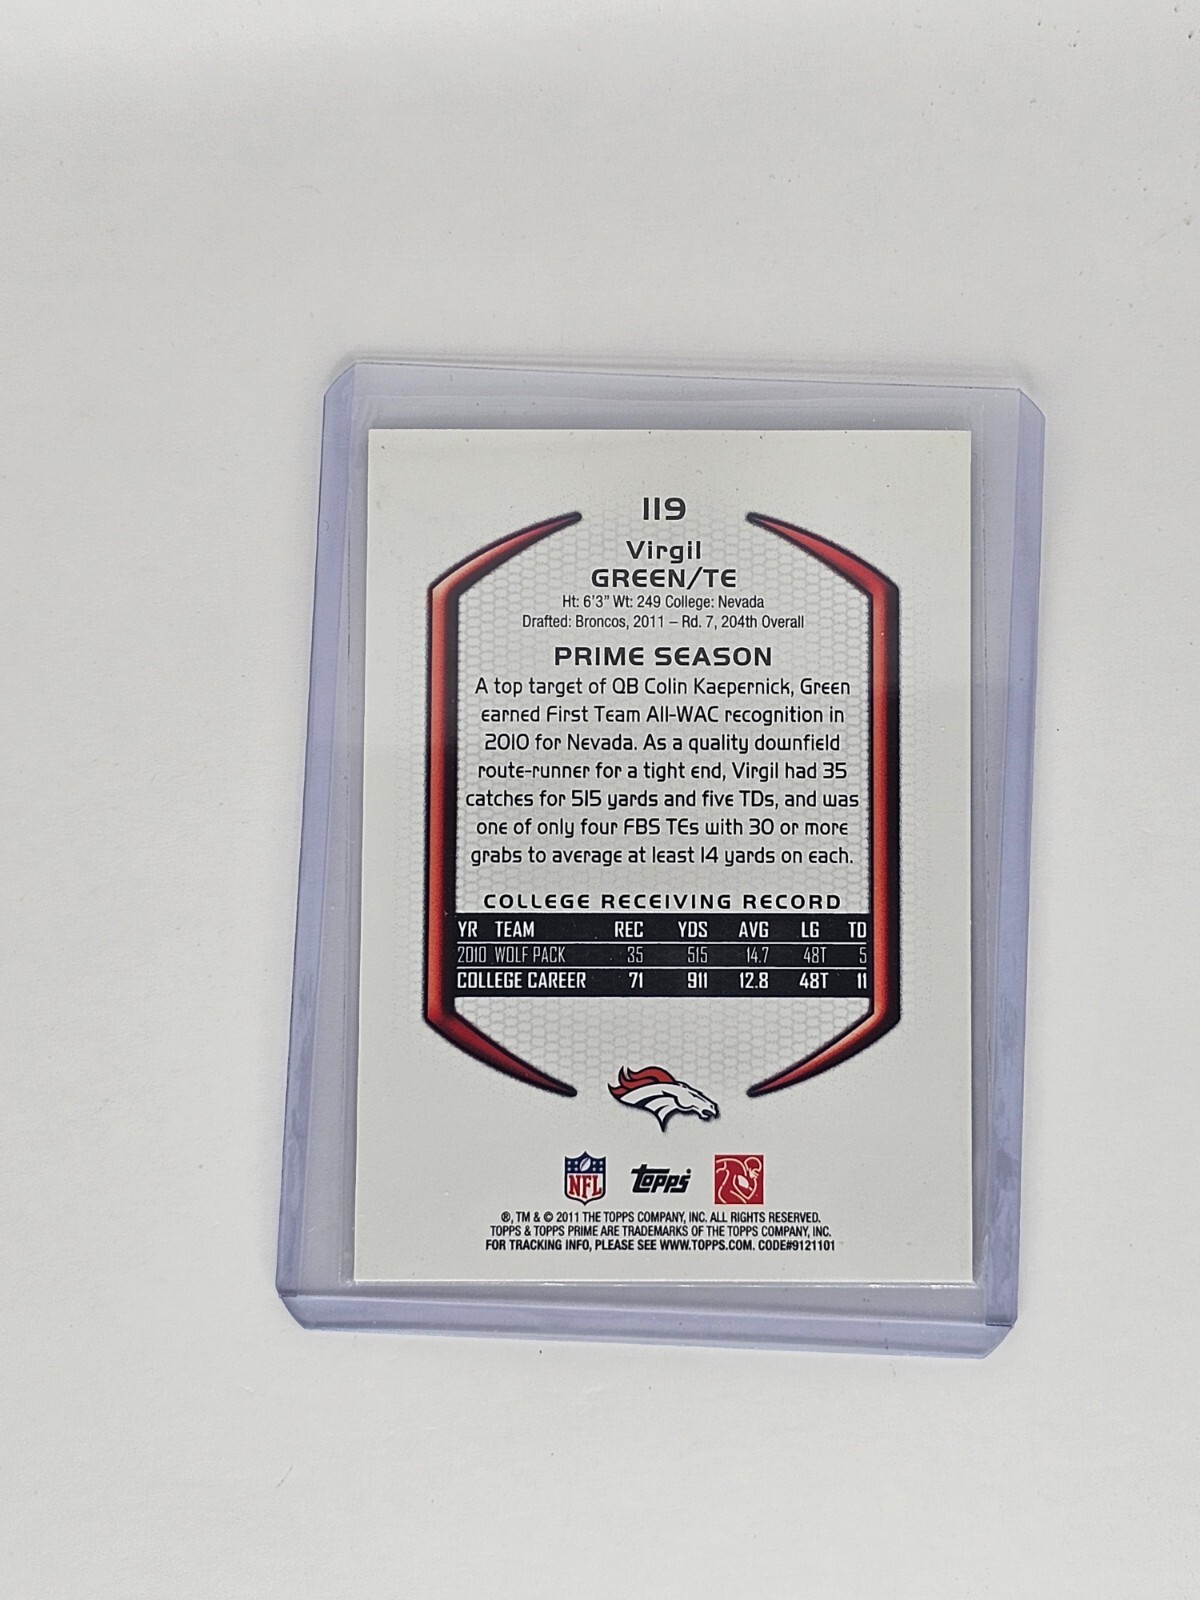 119
Virgil
GREEN/TE
Ht: 6'3" Wt: 249 College: Nevada
Drafted: Broncos, 2011 – Rd. 7, 204th Overall
PRIME SEASON
A top target of QB Colin Kaepernick, Green
earned First Team All-WAC recognition in
2010 for Nevada. As a quality downfield
route-runner for a tight end, Virgil had 35
catches for 515 yards and five TDs, and was
one of only four FBS TEs with 30 or more
grabs to average at least 14 yards on each.
COLLEGE RECEIVING RECORD
YR TEAM REC YDS AVG LG TD
2010 WOLF PACK 35 515 14.7 48T 5
COLLEGE CAREER 71 911 12.8 48T 11
NFL topps
®, TM & © 2011 THE TOPPS COMPANY, INC. ALL RIGHTS RESERVED.
TOPPS & TOPPS PRIME ARE TRADEMARKS OF THE TOPPS COMPANY, INC.
FOR TRACKING INFO, PLEASE SEE WWW.TOPPS.COM. CODE#9121101